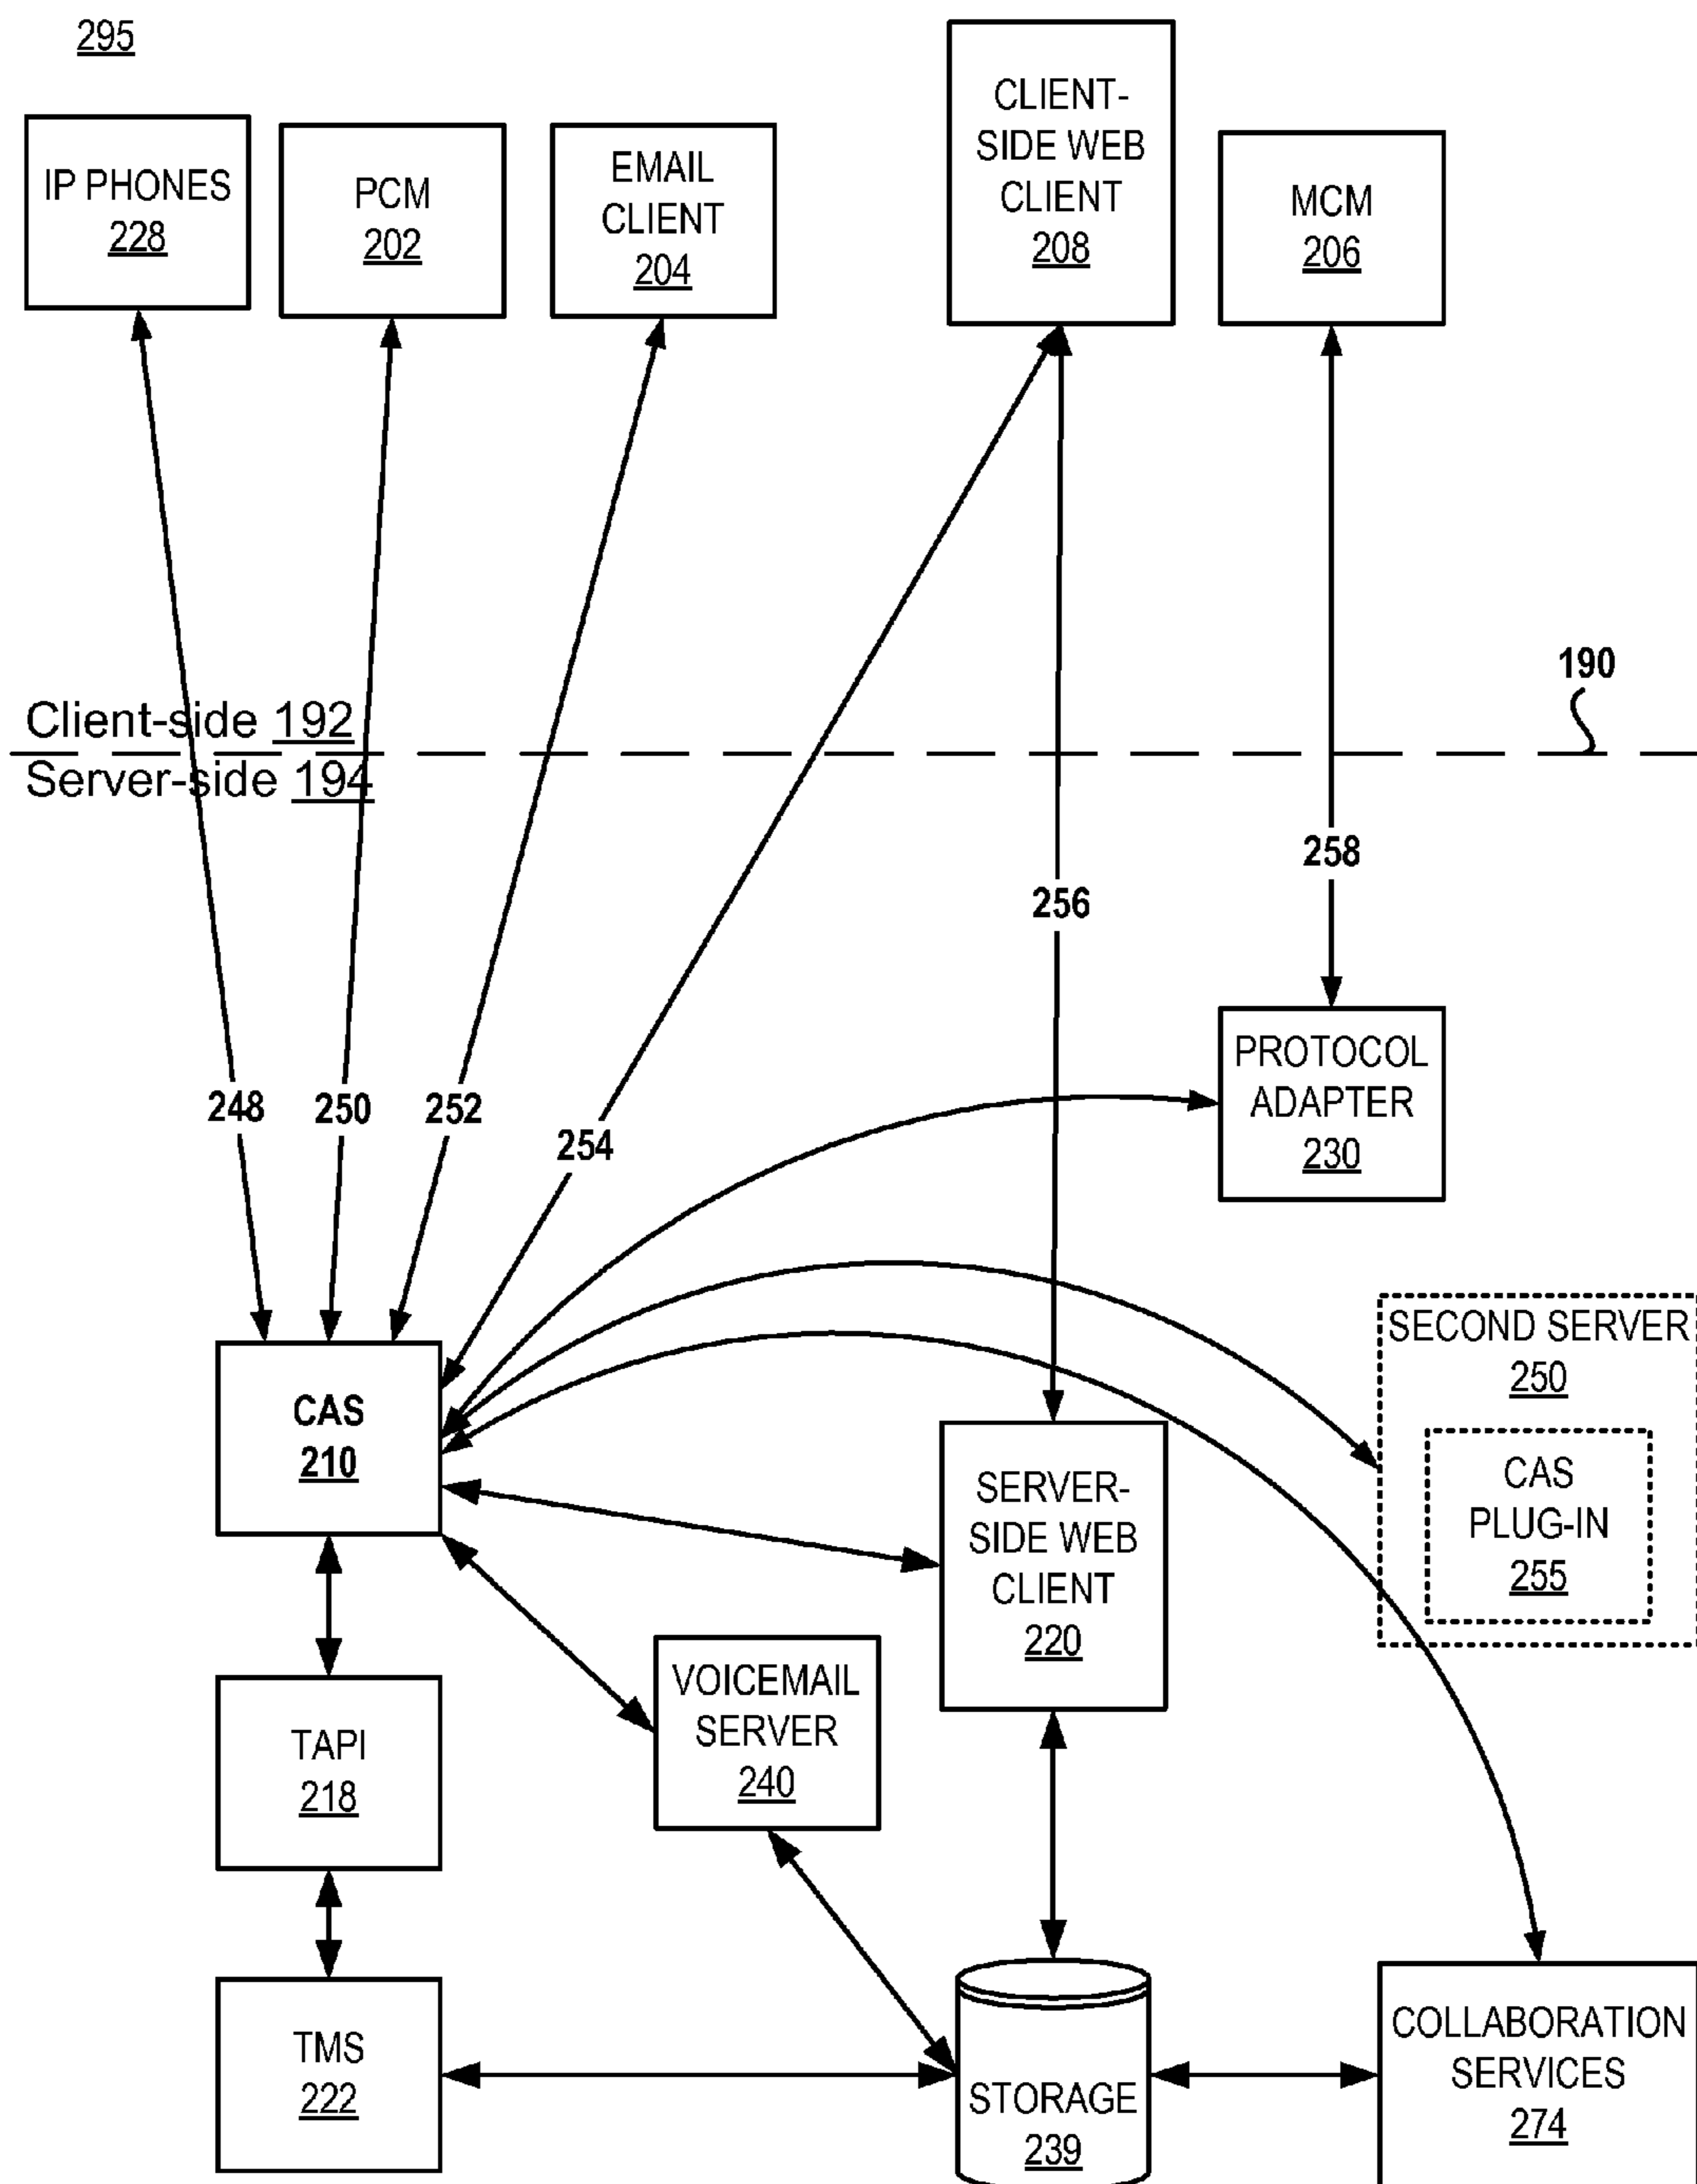 295
IP PHONES
228
PCM
202
EMAIL
CLIENT
204
CLIENT-
SIDE WEB
CLIENT
208
MCM
206
190
Client-side 192
Server-side 194
258
256
248
250
252
254
PROTOCOL
ADAPTER
230
CAS
210
SECOND SERVER
250
CAS
PLUG-IN
255
SERVER-
SIDE WEB
CLIENT
220
VOICEMAIL
SERVER
240
TAPI
218
TMS
222
STORAGE
239
COLLABORATION
SERVICES
274